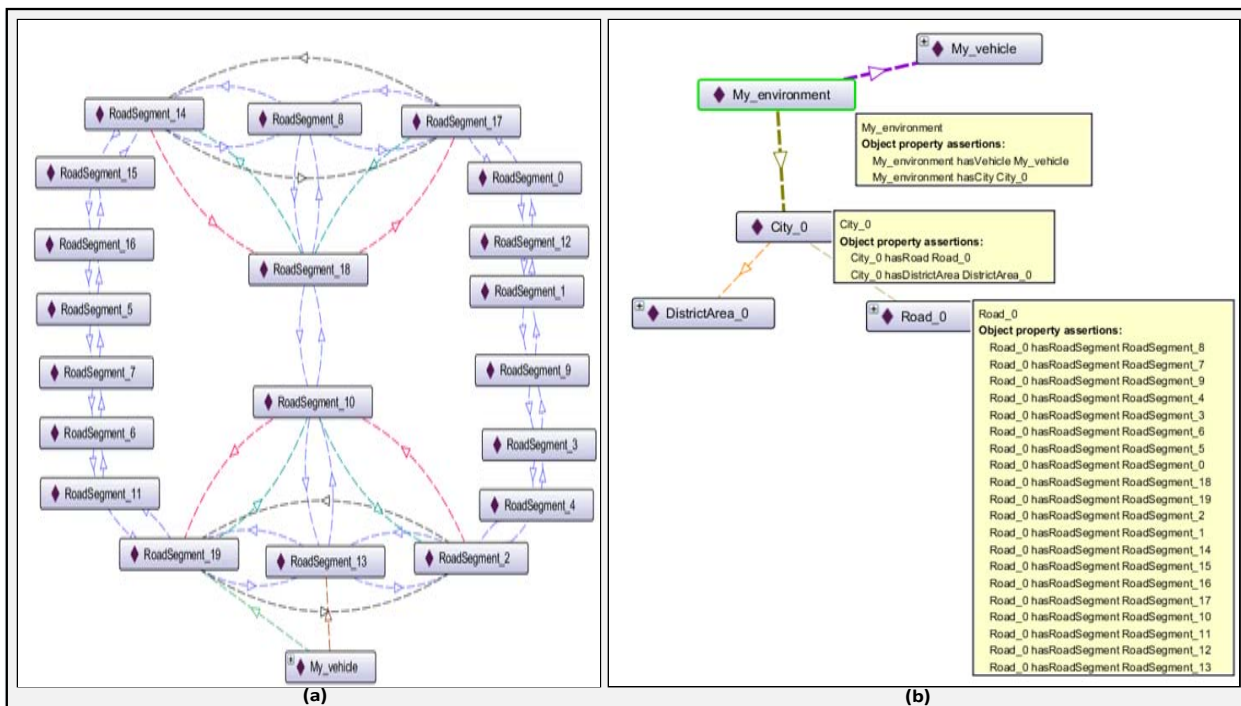 RoadSegment_14
RoadSegment_8
RoadSegment_17
RoadSegment_15
RoadSegment_0
RoadSegment_16
RoadSegment_12
RoadSegment_18
RoadSegment_1
RoadSegment_5
RoadSegment_7
RoadSegment_9
RoadSegment_10
RoadSegment_6
RoadSegment_3
RoadSegment_11
RoadSegment_4
RoadSegment_19
RoadSegment_13
RoadSegment_2
My_vehicle
(a)
My_vehicle
My_environment
My_environment
Object property assertions:
My_environment hasVehicle My_vehicle
My_environment hasCity City_0
City_0
City_0
Object property assertions:
City_0 hasRoad Road_0
City_0 hasDistrictArea DistrictArea_0
DistrictArea_0
Road_0
Road_0
Object property assertions:
Road_0 hasRoadSegment RoadSegment_8
Road_0 hasRoadSegment RoadSegment_7
Road_0 hasRoadSegment RoadSegment_9
Road_0 hasRoadSegment RoadSegment_4
Road_0 hasRoadSegment RoadSegment_3
Road_0 hasRoadSegment RoadSegment_6
Road_0 hasRoadSegment RoadSegment_5
Road_0 hasRoadSegment RoadSegment_0
Road_0 hasRoadSegment RoadSegment_18
Road_0 hasRoadSegment RoadSegment_19
Road_0 hasRoadSegment RoadSegment_2
Road_0 hasRoadSegment RoadSegment_1
Road_0 hasRoadSegment RoadSegment_14
Road_0 hasRoadSegment RoadSegment_15
Road_0 hasRoadSegment RoadSegment_16
Road_0 hasRoadSegment RoadSegment_17
Road_0 hasRoadSegment RoadSegment_10
Road_0 hasRoadSegment RoadSegment_11
Road_0 hasRoadSegment RoadSegment_12
Road_0 hasRoadSegment RoadSegment_13
(b)